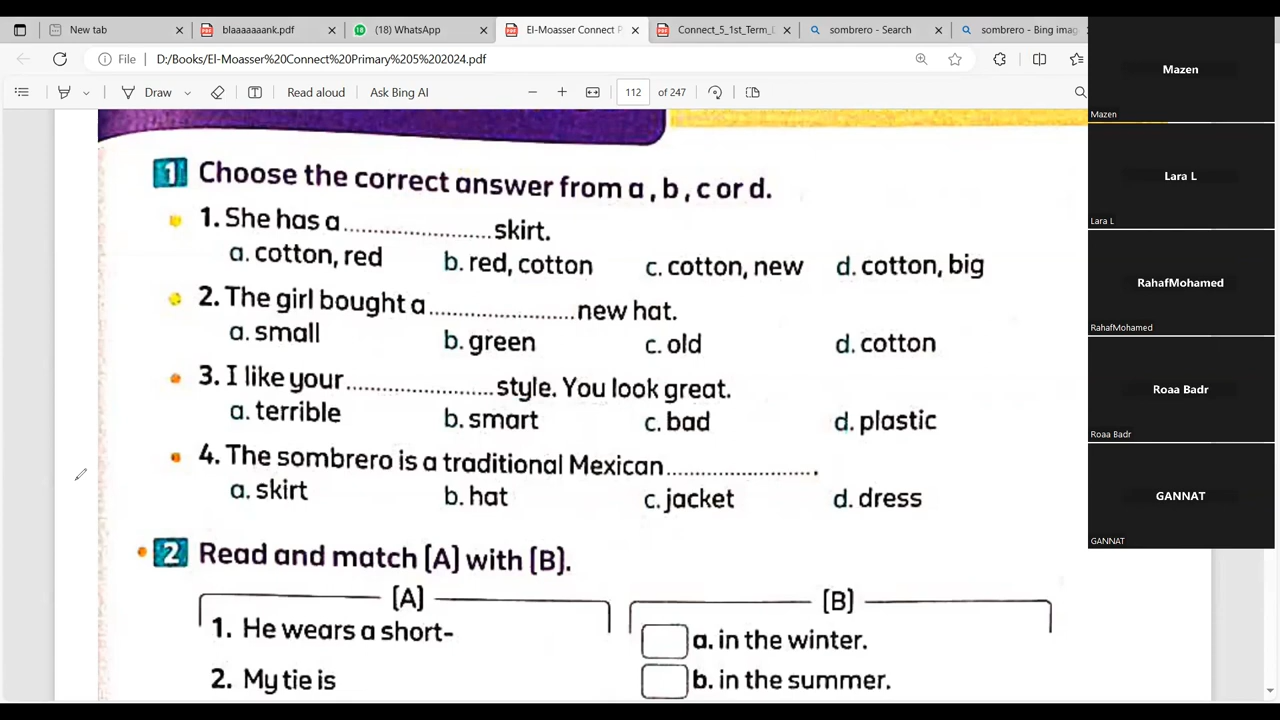 New tab
blaaaaaaank.pdf
(18) WhatsApp
El-Moasser Connect P
Connect_5_1st_Term_
sombrero - Search
sombrero - Bing imag
File
D:/Books/El-Moasser%20Connect%20Primary%205%202024.pdf
Draw
Read aloud
Ask Bing AI
112
of 247
1 Choose the correct answer from a , b , c or d.
1. She has a .................... skirt.
a. cotton, red b. red, cotton c. cotton, new d. cotton, big
2. The girl bought a .................... new hat.
a. small b. green c. old d. cotton
3. I like your .................... style. You look great.
a. terrible b. smart c. bad d. plastic
4. The sombrero is a traditional Mexican .................... .
a. skirt b. hat c. jacket d. dress
2 Read and match [A] with [B].
[A] [B]
1. He wears a short- a. in the winter.
2. My tie is b. in the summer.
Mazen
Mazen
Lara L
Lara L
RahafMohamed
RahafMohamed
Roaa Badr
Roaa Badr
GANNAT
GANNAT